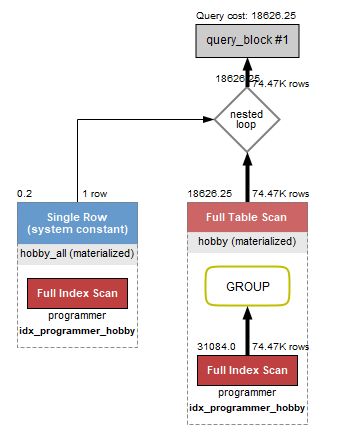 Query cost: 18626.25
query_block #1
18626.25
74.47K rows
nested
loop
0.2
1 row
18626.25
74.47K rows
Single Row
(system constant)
hobby_all (materialized)
Full Index Scan
programmer
idx_programmer_hobby
Full Table Scan
hobby (materialized)
GROUP
31084.0
74.47K rows
Full Index Scan
programmer
idx_programmer_hobby